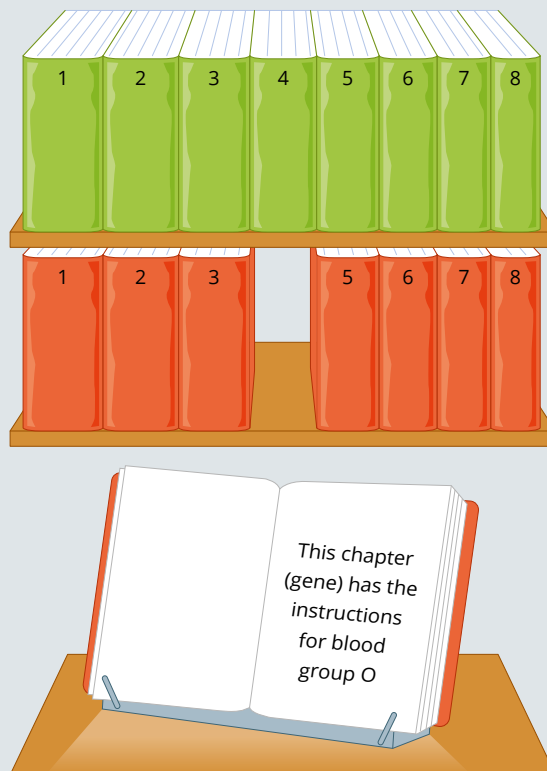 1 2 3 4 5 6 7 8
1 2 3 5 6 7 8
This chapter
(gene) has the
instructions
for blood
group O